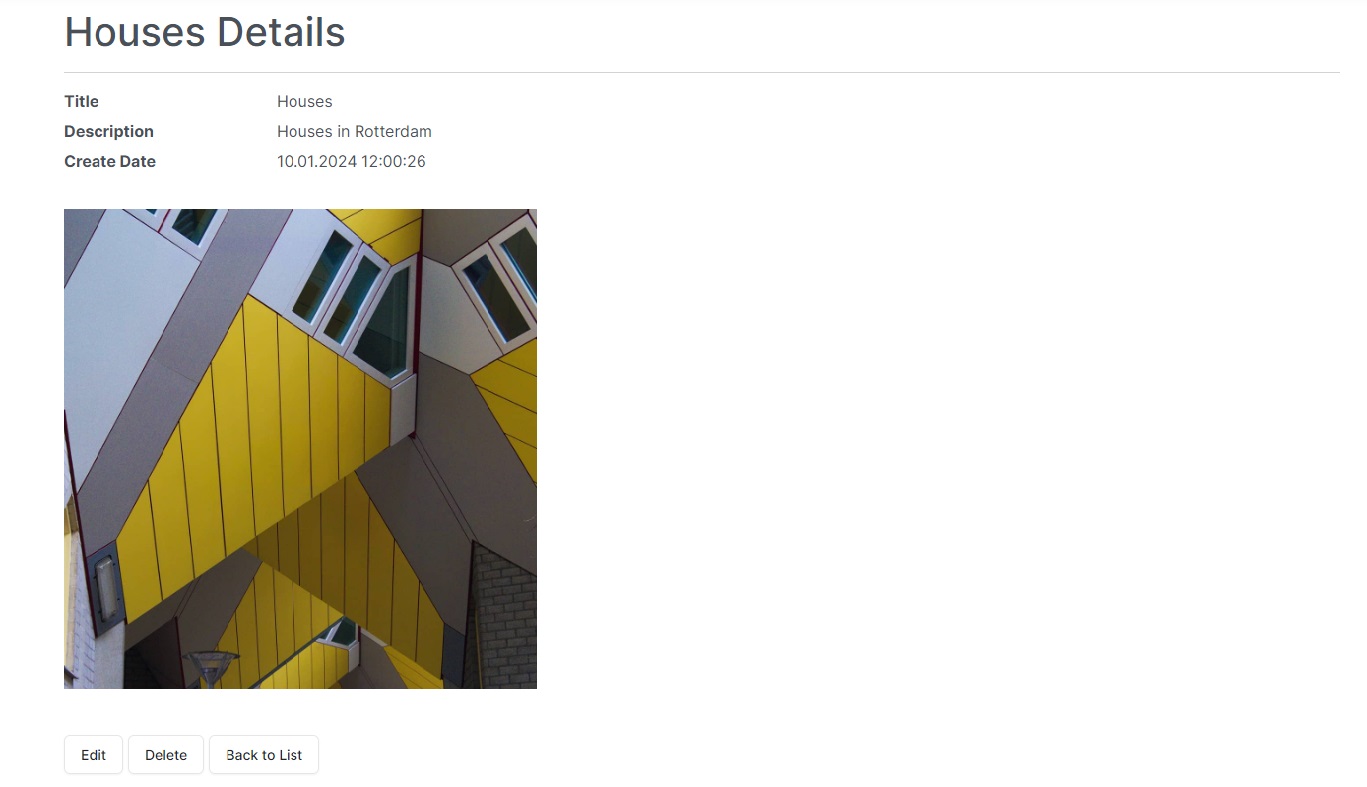 Houses Details
Title Houses
Description Houses in Rotterdam
Create Date 10.01.2024 12:00:26
Edit Delete Back to List